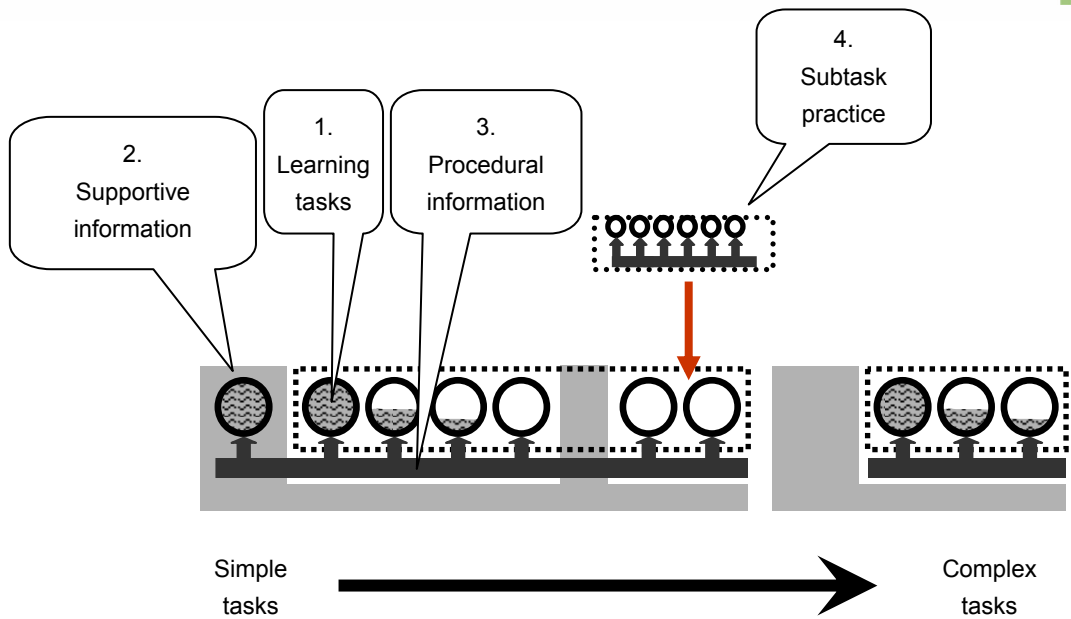 4.
Subtask
practice
1.
Learning
tasks
3.
Procedural
information
2.
Supportive
information
Simple
tasks
Complex
tasks